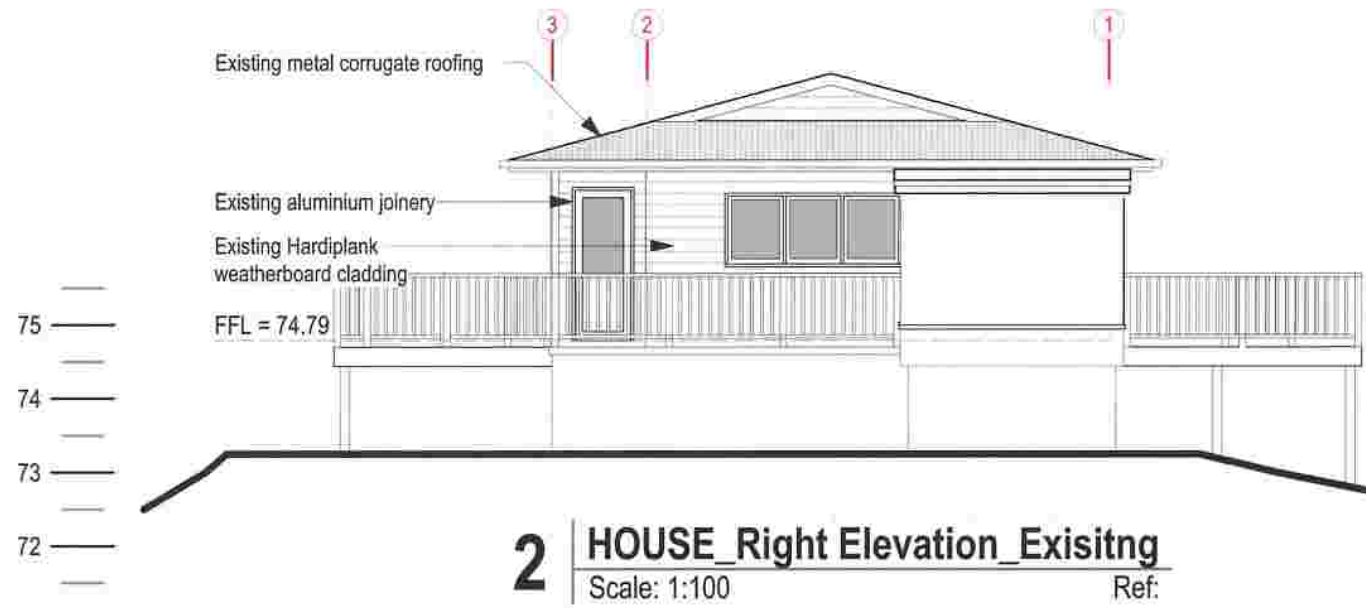 3 2 1
Existing metal corrugate roofing
Existing aluminium joinery
Existing Hardiplank
weatherboard cladding
75
FFL = 74.79
74
73
72
2
HOUSE_Right Elevation_Exisitng
Scale: 1:100 Ref: